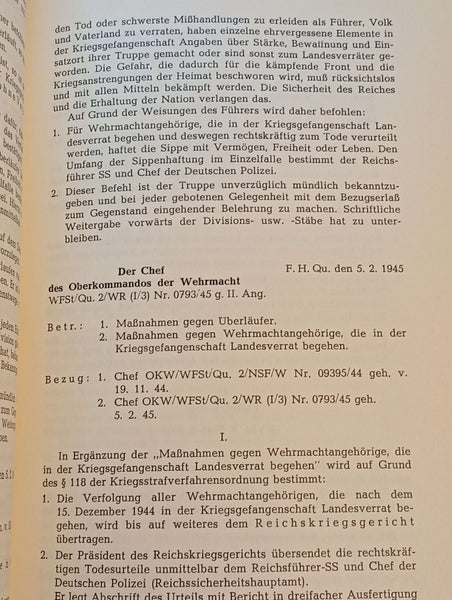 den Tod oder schwerste Mißhandlungen zu erleiden als Führer, Volk
und Vaterland zu verraten, haben einzelne ehrvergessene Elemente in
der Kriegsgefangenschaft Angaben über Stärke, Bewaffnung und Ein-
satzort ihrer Truppe gemacht oder sind sonst zu Landesverräter ge-
worden. Die Gefahr, die dadurch für die kämpfende Front und die
Kriegsanstrengungen der Heimat beschworen wird, muß rücksichtslos
und mit allen Mitteln bekämpft werden. Die Sicherheit des Reiches
und die Erhaltung der Nation verlangen das.
Auf Grund der Weisungen des Führers wird daher befohlen:
1. Für Wehrmachtangehörige, die in der Kriegsgefangenschaft Lan-
desverrat begehen und deswegen rechtskräftig zum Tode verurteilt
werden, haftet die Sippe mit Vermögen, Freiheit oder Leben. Den
Umfang der Sippenhaftung im Einzelfalle bestimmt der Reichs-
führer SS und Chef der Deutschen Polizei.
2. Dieser Befehl ist der Truppe unverzüglich mündlich bekanntzu-
geben und bei jeder gebotenen Gelegenheit mit dem Bezugserlaß
zum Gegenstand eingehender Belehrung zu machen. Schriftliche
Weitergabe vorwärts der Divisions- usw. -Stäbe hat zu unter-
bleiben.
Der Chef F. H. Qu. den 5. 2. 1945
des Oberkommandos der Wehrmacht
WFSt/Qu. 2/WR (I/3) Nr. 0793/45 g. II. Ang.
Betr.: 1. Maßnahmen gegen Überläufer.
2. Maßnahmen gegen Wehrmachtangehörige, die in der
Kriegsgefangenschaft Landesverrat begehen.
Bezug: 1. Chef OKW/WFSt/Qu. 2/NSF/W Nr. 09395/44 geh. v.
19. 11. 44.
2. Chef OKW/WFSt/Qu. 2/WR (I/3) Nr. 0793/45 geh.
5. 2. 45.
I.
In Ergänzung der „Maßnahmen gegen Wehrmachtangehörige, die
in der Kriegsgefangenschaft Landesverrat begehen" wird auf Grund
des § 118 der Kriegsstrafverfahrensordnung bestimmt:
1. Die Verfolgung aller Wehrmachtangehörigen, die nach dem
15. Dezember 1944 in der Kriegsgefangenschaft Landesverrat be-
gehen, wird bis auf weiteres dem Reichskriegsgericht
übertragen.
2. Der Präsident des Reichskriegsgerichts übersendet die rechtskräf-
tigen Todesurteile unmittelbar dem Reichsführer-SS und Chef der
Deutschen Polizei (Reichssicherheitshauptamt).
Er legt Abschrift des Urteils mit Bericht in dreifacher Ausfertigung